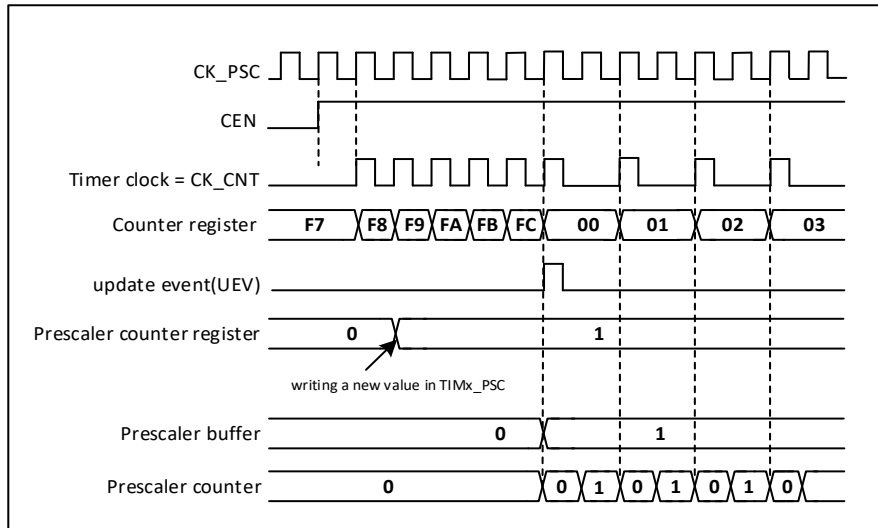 CK_PSC
CEN
Timer clock = CK_CNT
Counter register F7 F8 F9 FA FB FC 00 01 02 03
update event(UEV)
Prescaler counter register 0 1
writing a new value in TIMx_PSC
Prescaler buffer 0 1
Prescaler counter 0 0 1 0 1 0 1 0